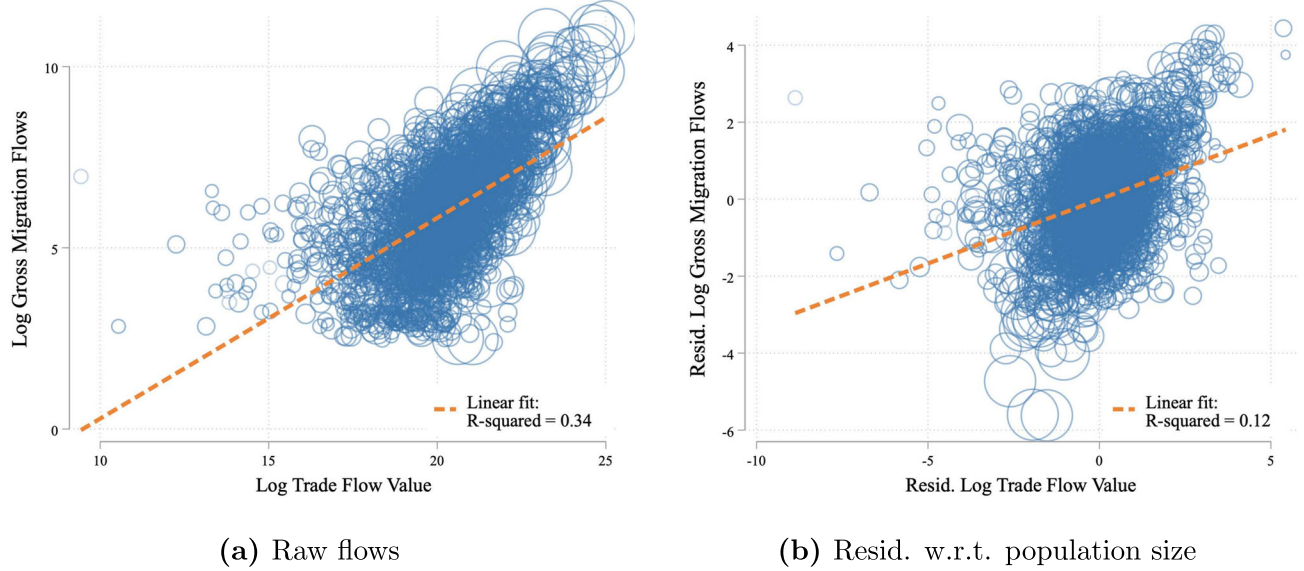 Log Gross Migration Flows
10
5
0
10
15
20
25
Log Trade Flow Value
Linear fit:
R-squared = 0.34
(a) Raw flows
Resid. Log Gross Migration Flows
4
2
0
-2
-4
-6
-10
-5
0
5
Resid. Log Trade Flow Value
Linear fit:
R-squared = 0.12
(b) Resid. w.r.t. population size